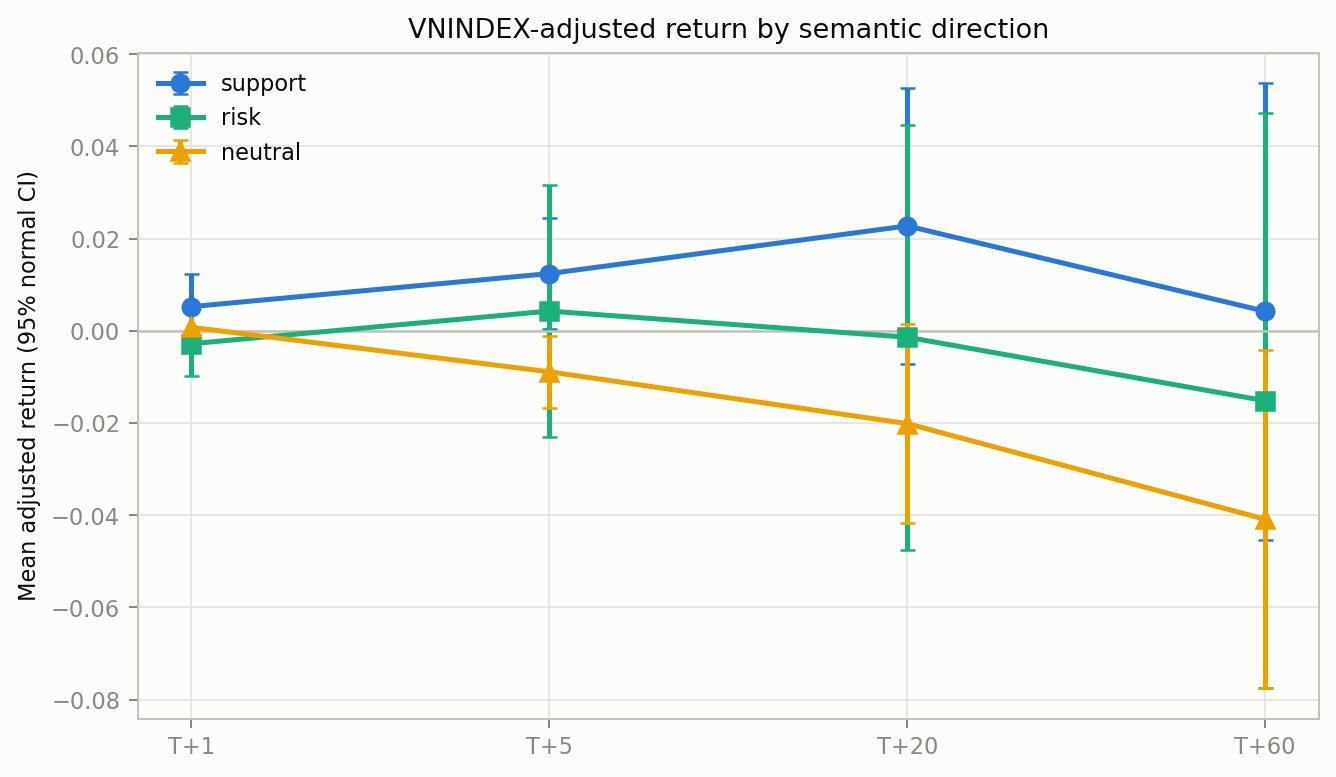 VNINDEX-adjusted return by semantic direction
support
risk
neutral
Mean adjusted return (95% normal CI)
0.06
0.04
0.02
0.00
−0.02
−0.04
−0.06
−0.08
T+1
T+5
T+20
T+60